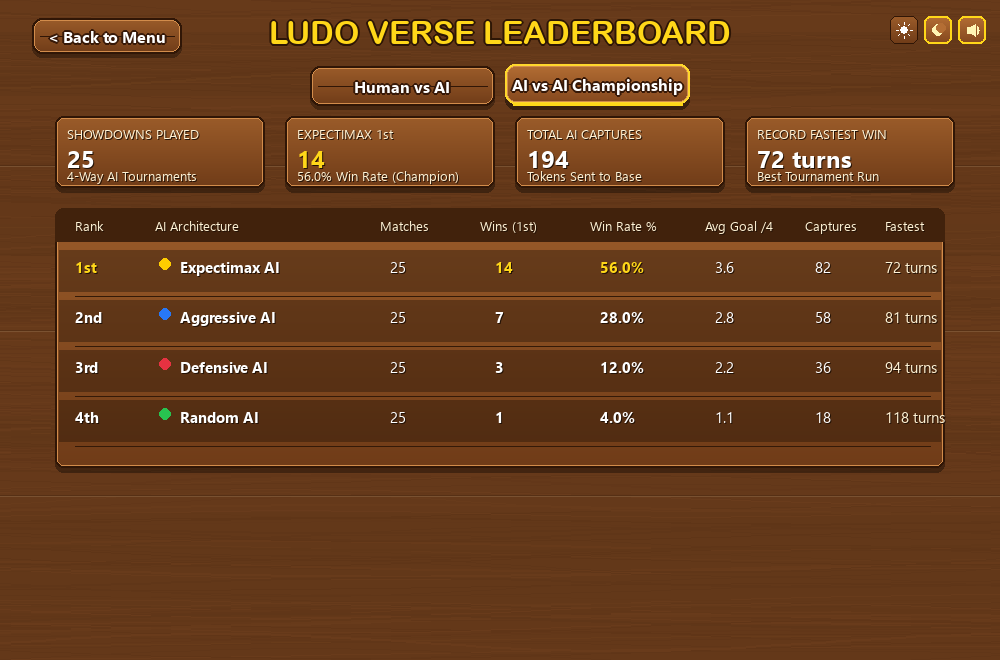 < Back to Menu
LUDO VERSE LEADERBOARD
Human vs AI
AI vs AI Championship
SHOWDOWNS PLAYED
25
4-Way AI Tournaments
EXPECTIMAX 1st
14
56.0% Win Rate (Champion)
TOTAL AI CAPTURES
194
Tokens Sent to Base
RECORD FASTEST WIN
72 turns
Best Tournament Run
Rank AI Architecture Matches Wins (1st) Win Rate % Avg Goal /4 Captures Fastest
1st Expectimax AI 25 14 56.0% 3.6 82 72 turns
2nd Aggressive AI 25 7 28.0% 2.8 58 81 turns
3rd Defensive AI 25 3 12.0% 2.2 36 94 turns
4th Random AI 25 1 4.0% 1.1 18 118 turns